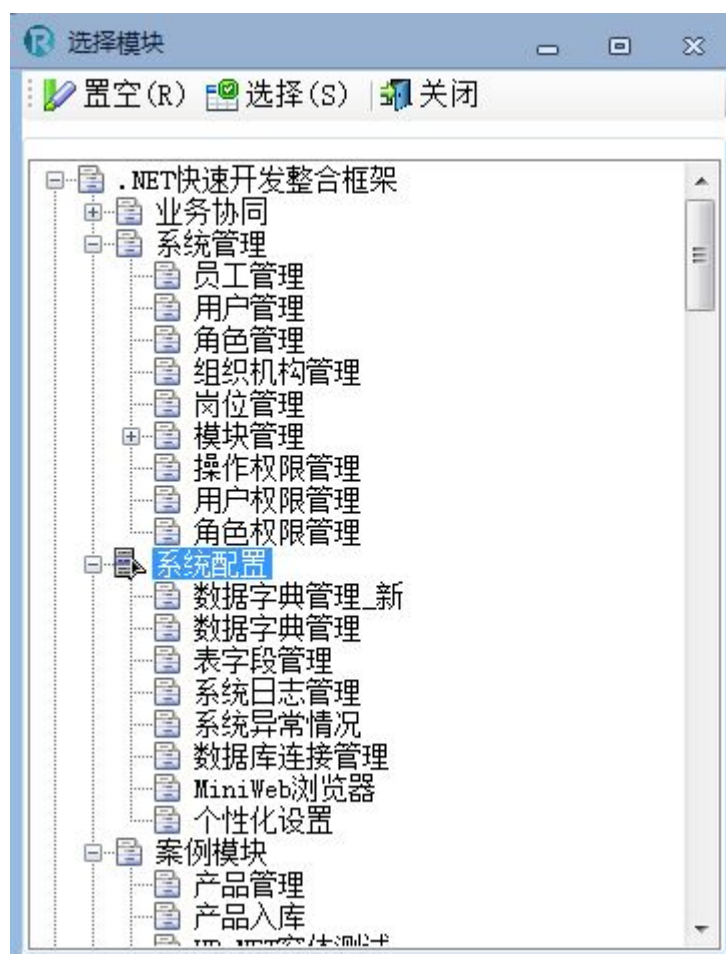 选择模块
置空(R) 选择(S) 关闭
.NET快速开发整合框架
业务协同
系统管理
员工管理
用户管理
角色管理
组织机构管理
岗位管理
模块管理
操作权限管理
用户权限管理
角色权限管理
系统配置
数据字典管理_新
数据字典管理
表字段管理
系统日志管理
系统异常情况
数据库连接管理
MiniWeb浏览器
个性化设置
案例模块
产品管理
产品入库